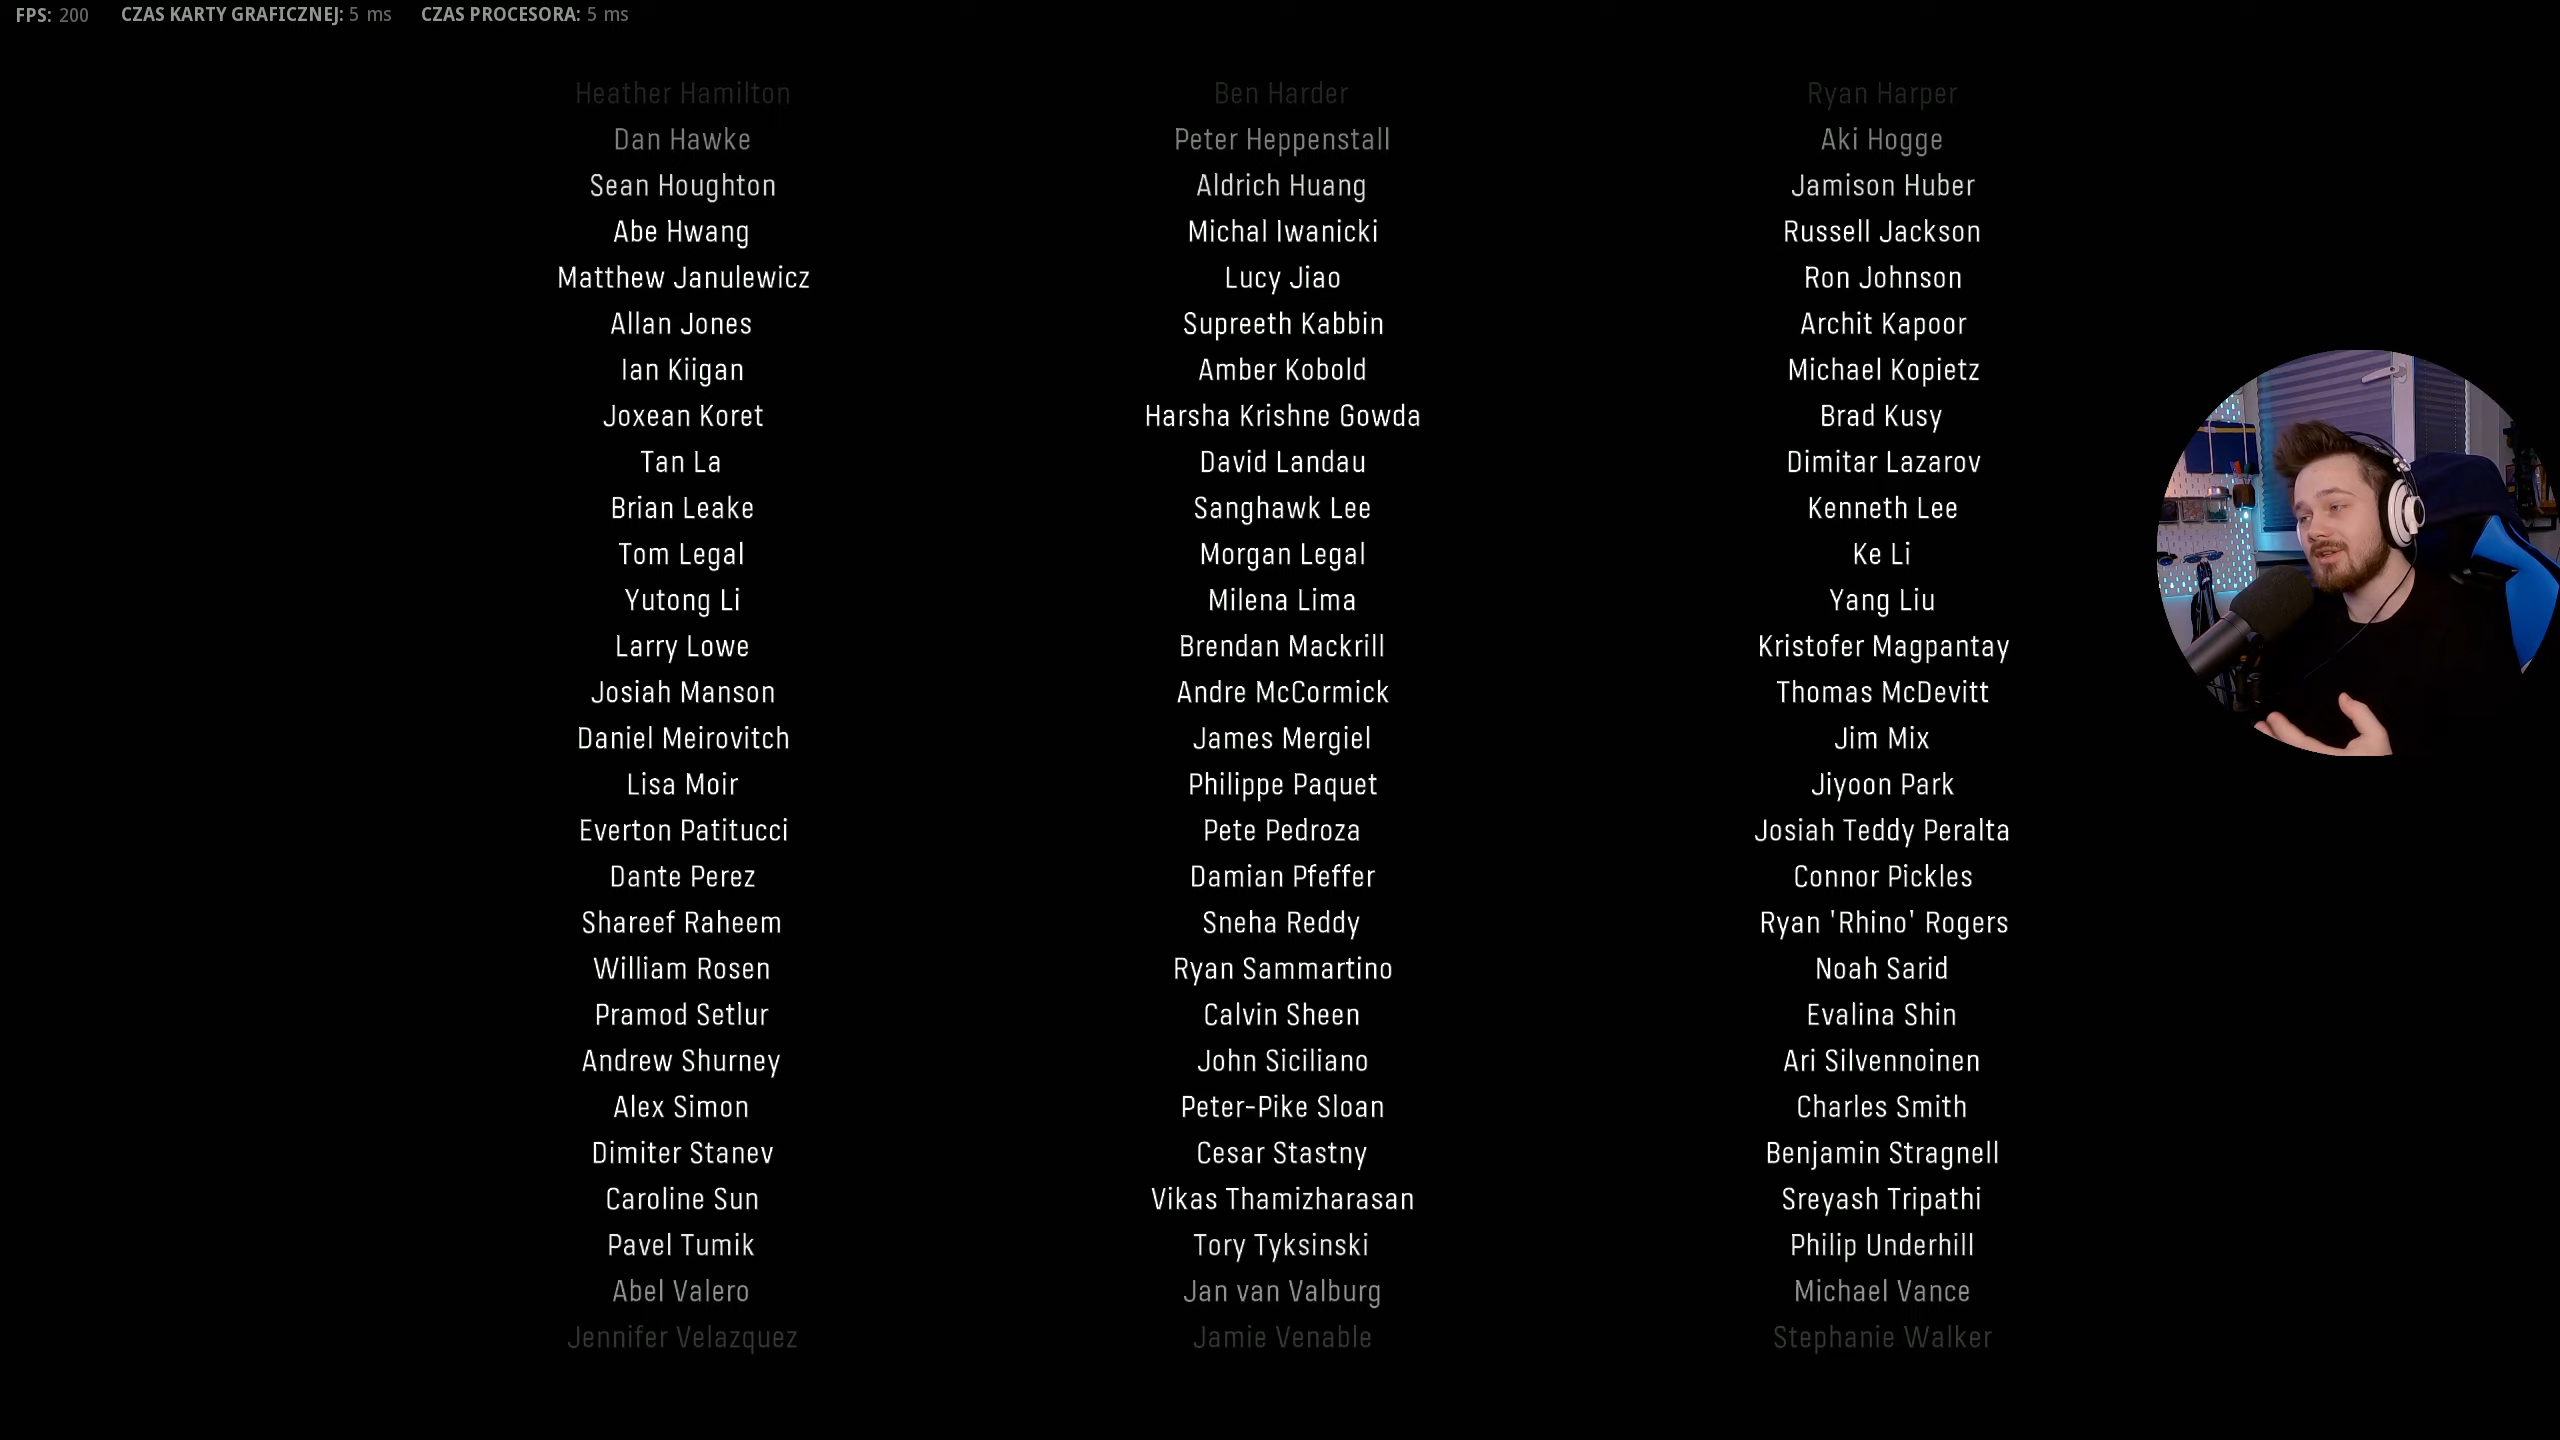 FPS: 200 CZAS KARTY GRAFICZNEJ: 5 ms CZAS PROCESORA: 5 ms
Heather Hamilton Ben Harder Ryan Harper
Dan Hawke Peter Heppenstall Aki Hogge
Sean Houghton Aldrich Huang Jamison Huber
Abe Hwang Michal Iwanicki Russell Jackson
Matthew Janulewicz Lucy Jiao Ron Johnson
Allan Jones Supreeth Kabbin Archit Kapoor
Ian Kiigan Amber Kobold Michael Kopietz
Joxean Koret Harsha Krishne Gowda Brad Kusy
Tan La David Landau Dimitar Lazarov
Brian Leake Sanghawk Lee Kenneth Lee
Tom Legal Morgan Legal Ke Li
Yutong Li Milena Lima Yang Liu
Larry Lowe Brendan Mackrill Kristofer Magpantay
Josiah Manson Andre McCormick Thomas McDevitt
Daniel Meirovitch James Mergiel Jim Mix
Lisa Moir Philippe Paquet Jiyoon Park
Everton Patitucci Pete Pedroza Josiah Teddy Peralta
Dante Perez Damian Pfeffer Connor Pickles
Shareef Raheem Sneha Reddy Ryan 'Rhino' Rogers
William Rosen Ryan Sammartino Noah Sarid
Pramod Setlur Calvin Sheen Evalina Shin
Andrew Shurney John Siciliano Ari Silvennoinen
Alex Simon Peter-Pike Sloan Charles Smith
Dimiter Stanev Cesar Stastny Benjamin Stragnell
Caroline Sun Vikas Thamizharasan Sreyash Tripathi
Pavel Tumik Tory Tyksinski Philip Underhill
Abel Valero Jan van Valburg Michael Vance
Jennifer Velazquez Jamie Venable Stephanie Walker